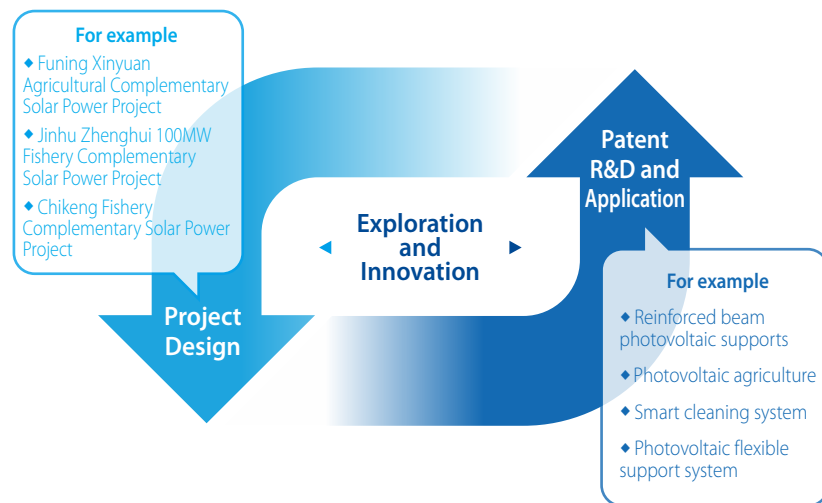 For example
◆ Funing Xinyuan
Agricultural Complementary
Solar Power Project
◆ Jinhu Zhenghui 100MW
Fishery Complementary
Solar Power Project
◆ Chikeng Fishery
Complementary Solar Power
Project
Project
Design
Exploration
and
Innovation
Patent
R&D and
Application
For example
◆ Reinforced beam
photovoltaic supports
◆ Photovoltaic agriculture
◆ Smart cleaning system
◆ Photovoltaic flexible
support system